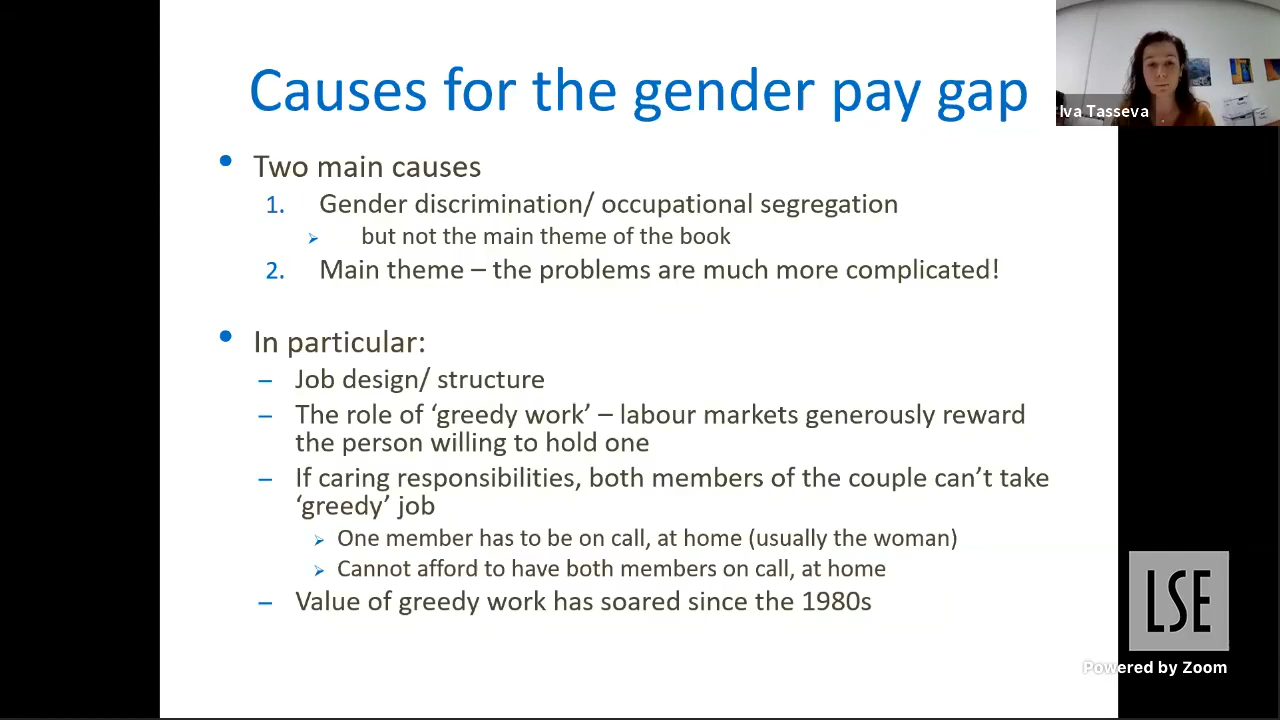 Causes for the gender pay gap
Iva Tasseva
• Two main causes
1. Gender discrimination/ occupational segregation
➢ but not the main theme of the book
2. Main theme – the problems are much more complicated!
• In particular:
– Job design/ structure
– The role of ‘greedy work’ – labour markets generously reward
the person willing to hold one
– If caring responsibilities, both members of the couple can’t take
‘greedy’ job
➢ One member has to be on call, at home (usually the woman)
➢ Cannot afford to have both members on call, at home
– Value of greedy work has soared since the 1980s
LSE
Powered by Zoom